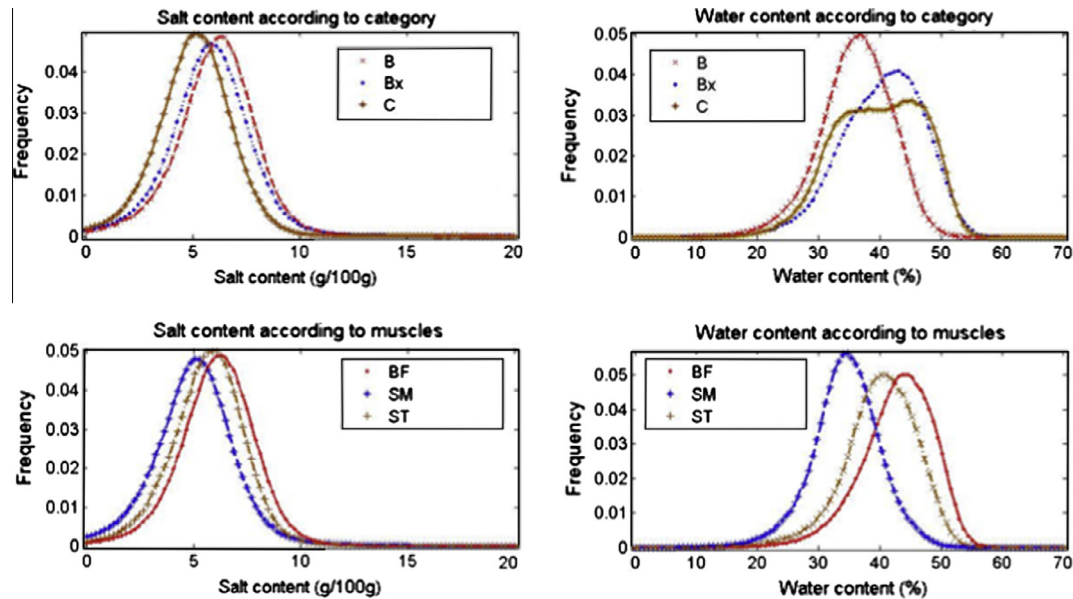 Salt content according to category
Frequency
0.04
0.03
0.02
0.01
0
B
Bx
C
0 5 10 15 20
Salt content (g/100g)
Water content according to category
Frequency
0.05
0.04
0.03
0.02
0.01
0
B
Bx
C
0 10 20 30 40 50 60 70
Water content (%)
Salt content according to muscles
Frequency
0.05
0.04
0.03
0.02
0.01
0
BF
SM
ST
0 5 10 15 20
Salt content (g/100g)
Water content according to muscles
Frequency
0.05
0.04
0.03
0.02
0.01
0
BF
SM
ST
0 10 20 30 40 50 60 70
Water content (%)